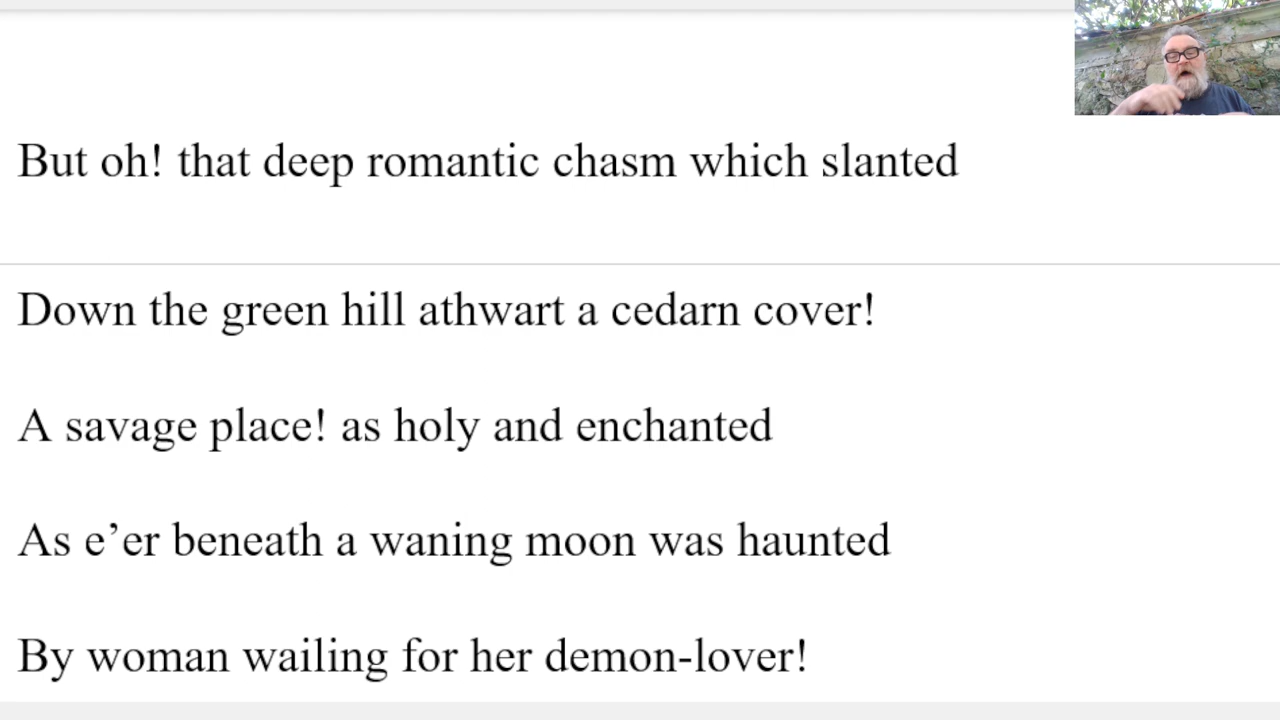 But oh! that deep romantic chasm which slanted
Down the green hill athwart a cedarn cover!
A savage place! as holy and enchanted
As e’er beneath a waning moon was haunted
By woman wailing for her demon-lover!